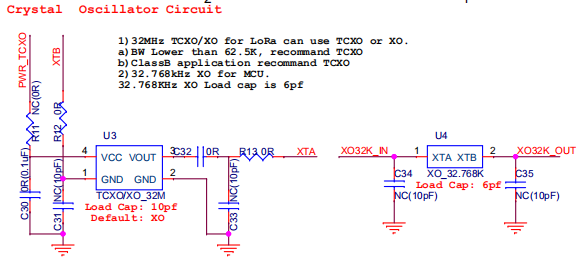 Crystal Oscillator Circuit
1)32MHz TCXO/XO for LoRa can use TCXO or XO.
a)BW Lower than 62.5K, recommand TCXO
b)ClassB application recommand TCXO
2)32.768kHz XO for MCU.
32.768KHz XO Load cap is 6pf
PWR_TCXO
XTB
R11 NC(0R)
R12 0R
U3
4 VCC VOUT 3
1 GND GND 2
TCXO/XO_32M
Load Cap: 10pf
Default: XO
C30 0R(0.1uF)
C31 NC(10pF)
C32 0R
R13 0R
XTA
C33 NC(10pF)
XO32K_IN
U4
1 XTA XTB 2
XO_32.768K
Load Cap: 6pf
XO32K_OUT
C34
NC(10pF)
C35
NC(10pF)